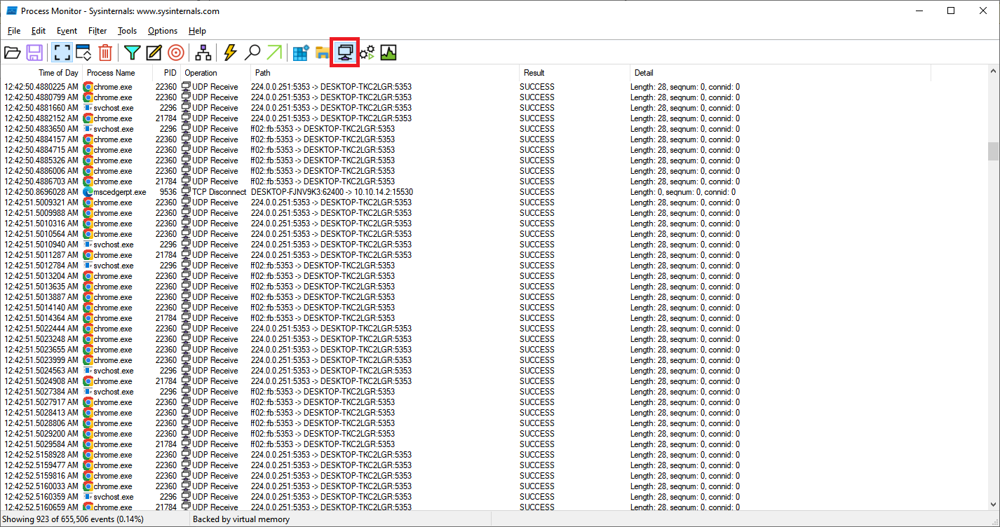 Process Monitor - Sysinternals: www.sysinternals.com
File Edit Event Filter Tools Options Help
Time of Day Process Name PID Operation Path Result Detail
12:42:50.4880225 AM chrome.exe 22360 UDP Receive 224.0.0.251:5353 -> DESKTOP-TKC2LGR:5353 SUCCESS Length: 28, seqnum: 0, connid: 0
12:42:50.4880799 AM chrome.exe 22360 UDP Receive 224.0.0.251:5353 -> DESKTOP-TKC2LGR:5353 SUCCESS Length: 28, seqnum: 0, connid: 0
12:42:50.4881660 AM svchost.exe 2296 UDP Receive 224.0.0.251:5353 -> DESKTOP-TKC2LGR:5353 SUCCESS Length: 28, seqnum: 0, connid: 0
12:42:50.4882152 AM chrome.exe 21784 UDP Receive 224.0.0.251:5353 -> DESKTOP-TKC2LGR:5353 SUCCESS Length: 28, seqnum: 0, connid: 0
12:42:50.4883650 AM svchost.exe 2296 UDP Receive ff02::fb:5353 -> DESKTOP-TKC2LGR:5353 SUCCESS Length: 28, seqnum: 0, connid: 0
12:42:50.4884157 AM chrome.exe 22360 UDP Receive ff02::fb:5353 -> DESKTOP-TKC2LGR:5353 SUCCESS Length: 28, seqnum: 0, connid: 0
12:42:50.4884715 AM chrome.exe 22360 UDP Receive ff02::fb:5353 -> DESKTOP-TKC2LGR:5353 SUCCESS Length: 28, seqnum: 0, connid: 0
12:42:50.4885326 AM chrome.exe 22360 UDP Receive ff02::fb:5353 -> DESKTOP-TKC2LGR:5353 SUCCESS Length: 28, seqnum: 0, connid: 0
12:42:50.4886006 AM chrome.exe 22360 UDP Receive ff02::fb:5353 -> DESKTOP-TKC2LGR:5353 SUCCESS Length: 28, seqnum: 0, connid: 0
12:42:50.4886703 AM chrome.exe 21784 UDP Receive ff02::fb:5353 -> DESKTOP-TKC2LGR:5353 SUCCESS Length: 28, seqnum: 0, connid: 0
12:42:50.8696028 AM mscedgerpt.exe 9536 TCP Disconnect DESKTOP-FJNV9K3:62400 -> 10.10.14.2:15530 SUCCESS Length: 0, seqnum: 0, connid: 0
12:42:51.5009321 AM chrome.exe 22360 UDP Receive 224.0.0.251:5353 -> DESKTOP-TKC2LGR:5353 SUCCESS Length: 28, seqnum: 0, connid: 0
12:42:51.5009988 AM chrome.exe 22360 UDP Receive 224.0.0.251:5353 -> DESKTOP-TKC2LGR:5353 SUCCESS Length: 28, seqnum: 0, connid: 0
12:42:51.5010316 AM chrome.exe 22360 UDP Receive 224.0.0.251:5353 -> DESKTOP-TKC2LGR:5353 SUCCESS Length: 28, seqnum: 0, connid: 0
12:42:51.5010564 AM chrome.exe 22360 UDP Receive 224.0.0.251:5353 -> DESKTOP-TKC2LGR:5353 SUCCESS Length: 28, seqnum: 0, connid: 0
12:42:51.5010940 AM svchost.exe 2296 UDP Receive 224.0.0.251:5353 -> DESKTOP-TKC2LGR:5353 SUCCESS Length: 28, seqnum: 0, connid: 0
12:42:51.5011287 AM chrome.exe 21784 UDP Receive 224.0.0.251:5353 -> DESKTOP-TKC2LGR:5353 SUCCESS Length: 28, seqnum: 0, connid: 0
12:42:51.5012784 AM svchost.exe 2296 UDP Receive ff02::fb:5353 -> DESKTOP-TKC2LGR:5353 SUCCESS Length: 28, seqnum: 0, connid: 0
12:42:51.5013204 AM chrome.exe 22360 UDP Receive ff02::fb:5353 -> DESKTOP-TKC2LGR:5353 SUCCESS Length: 28, seqnum: 0, connid: 0
12:42:51.5013635 AM chrome.exe 22360 UDP Receive ff02::fb:5353 -> DESKTOP-TKC2LGR:5353 SUCCESS Length: 28, seqnum: 0, connid: 0
12:42:51.5013887 AM chrome.exe 22360 UDP Receive ff02::fb:5353 -> DESKTOP-TKC2LGR:5353 SUCCESS Length: 28, seqnum: 0, connid: 0
12:42:51.5014140 AM chrome.exe 22360 UDP Receive ff02::fb:5353 -> DESKTOP-TKC2LGR:5353 SUCCESS Length: 28, seqnum: 0, connid: 0
12:42:51.5014364 AM chrome.exe 21784 UDP Receive ff02::fb:5353 -> DESKTOP-TKC2LGR:5353 SUCCESS Length: 28, seqnum: 0, connid: 0
12:42:51.5022444 AM chrome.exe 22360 UDP Receive 224.0.0.251:5353 -> DESKTOP-TKC2LGR:5353 SUCCESS Length: 28, seqnum: 0, connid: 0
12:42:51.5023248 AM chrome.exe 22360 UDP Receive 224.0.0.251:5353 -> DESKTOP-TKC2LGR:5353 SUCCESS Length: 28, seqnum: 0, connid: 0
12:42:51.5023655 AM chrome.exe 22360 UDP Receive 224.0.0.251:5353 -> DESKTOP-TKC2LGR:5353 SUCCESS Length: 28, seqnum: 0, connid: 0
12:42:51.5023999 AM chrome.exe 22360 UDP Receive 224.0.0.251:5353 -> DESKTOP-TKC2LGR:5353 SUCCESS Length: 28, seqnum: 0, connid: 0
12:42:51.5024563 AM svchost.exe 2296 UDP Receive 224.0.0.251:5353 -> DESKTOP-TKC2LGR:5353 SUCCESS Length: 28, seqnum: 0, connid: 0
12:42:51.5024908 AM chrome.exe 21784 UDP Receive 224.0.0.251:5353 -> DESKTOP-TKC2LGR:5353 SUCCESS Length: 28, seqnum: 0, connid: 0
12:42:51.5027384 AM svchost.exe 2296 UDP Receive ff02::fb:5353 -> DESKTOP-TKC2LGR:5353 SUCCESS Length: 28, seqnum: 0, connid: 0
12:42:51.5027917 AM chrome.exe 22360 UDP Receive ff02::fb:5353 -> DESKTOP-TKC2LGR:5353 SUCCESS Length: 28, seqnum: 0, connid: 0
12:42:51.5028413 AM chrome.exe 22360 UDP Receive ff02::fb:5353 -> DESKTOP-TKC2LGR:5353 SUCCESS Length: 28, seqnum: 0, connid: 0
12:42:51.5028806 AM chrome.exe 22360 UDP Receive ff02::fb:5353 -> DESKTOP-TKC2LGR:5353 SUCCESS Length: 28, seqnum: 0, connid: 0
12:42:51.5029200 AM chrome.exe 22360 UDP Receive ff02::fb:5353 -> DESKTOP-TKC2LGR:5353 SUCCESS Length: 28, seqnum: 0, connid: 0
12:42:51.5029584 AM chrome.exe 21784 UDP Receive ff02::fb:5353 -> DESKTOP-TKC2LGR:5353 SUCCESS Length: 28, seqnum: 0, connid: 0
12:42:52.5158928 AM chrome.exe 22360 UDP Receive 224.0.0.251:5353 -> DESKTOP-TKC2LGR:5353 SUCCESS Length: 28, seqnum: 0, connid: 0
12:42:52.5159477 AM chrome.exe 22360 UDP Receive 224.0.0.251:5353 -> DESKTOP-TKC2LGR:5353 SUCCESS Length: 28, seqnum: 0, connid: 0
12:42:52.5159816 AM chrome.exe 22360 UDP Receive 224.0.0.251:5353 -> DESKTOP-TKC2LGR:5353 SUCCESS Length: 28, seqnum: 0, connid: 0
12:42:52.5160033 AM chrome.exe 22360 UDP Receive 224.0.0.251:5353 -> DESKTOP-TKC2LGR:5353 SUCCESS Length: 28, seqnum: 0, connid: 0
12:42:52.5160359 AM svchost.exe 2296 UDP Receive 224.0.0.251:5353 -> DESKTOP-TKC2LGR:5353 SUCCESS Length: 28, seqnum: 0, connid: 0
12:42:52.5160659 AM chrome.exe 21784 UDP Receive 224.0.0.251:5353 -> DESKTOP-TKC2LGR:5353 SUCCESS Length: 28, seqnum: 0, connid: 0
Showing 923 of 655,506 events (0.14%) Backed by virtual memory